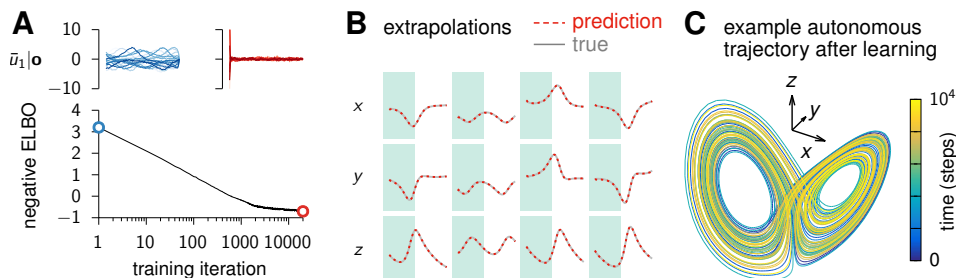 A
ū₁|o
10
0
−10
negative ELBO
4
3
2
1
0
−1
1
10
100
1000
10000
training iteration
B
extrapolations
prediction
true
x
y
z
C
example autonomous
trajectory after learning
z
y
x
10⁴
time (steps)
0